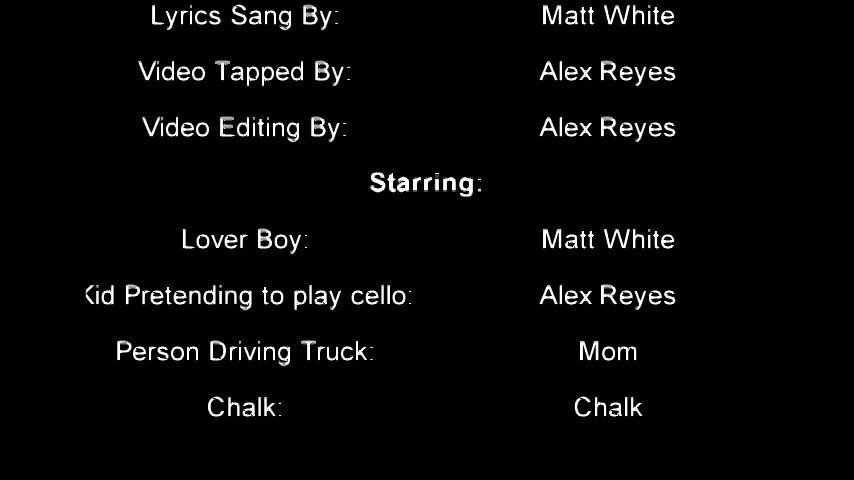 Lyrics Sang By: Matt White
Video Tapped By: Alex Reyes
Video Editing By: Alex Reyes
Starring:
Lover Boy: Matt White
Kid Pretending to play cello: Alex Reyes
Person Driving Truck: Mom
Chalk: Chalk